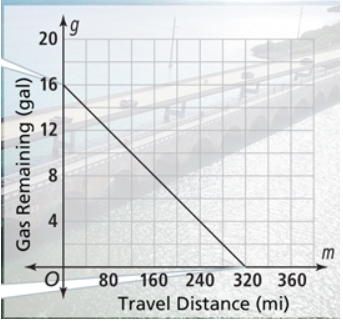 g
20
16
12
8
4
Gas Remaining (gal)
O 80 160 240 320 360
m
Travel Distance (mi)